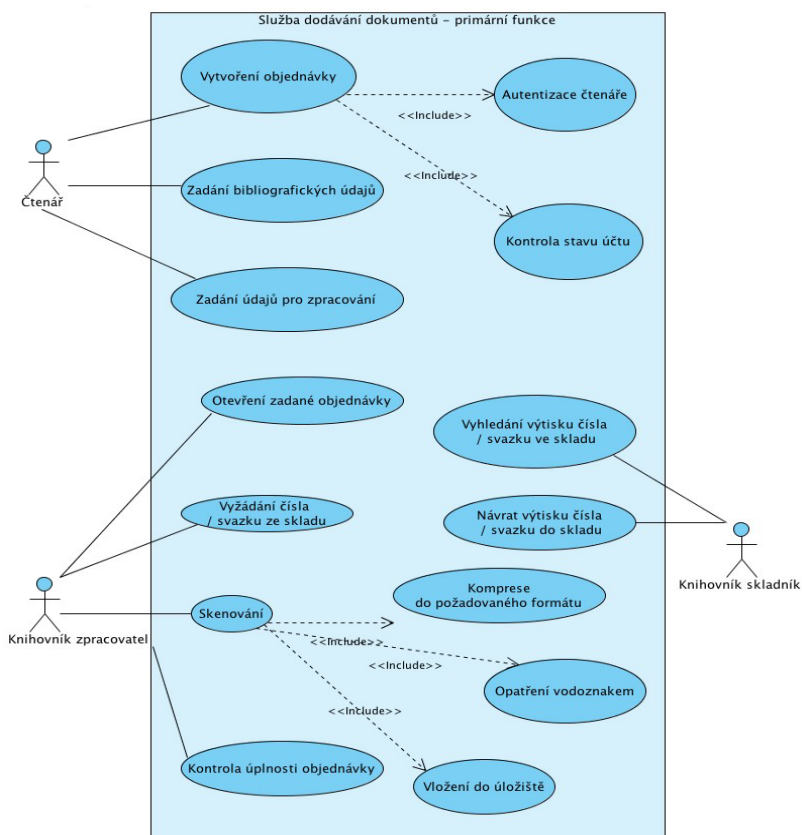 Služba dodávání dokumentů – primární funkce
Vytvoření objednávky
Autentizace čtenáře
<<Include>>
<<Include>>
Čtenář
Zadání bibliografických údajů
Kontrola stavu účtu
Zadání údajů pro zpracování
Otevření zadané objednávky
Vyhledání výtisku čísla
/ svazku ve skladu
Vyžádání čísla
/ svazku ze skladu
Návrat výtisku čísla
/ svazku do skladu
Knihovník skladník
Komprese
do požadovaného formátu
Skenování
Knihovník zpracovatel
<<Include>>
<<Include>>
Opatření vodoznakem
<<Include>>
Kontrola úplnosti objednávky
Vložení do úložiště